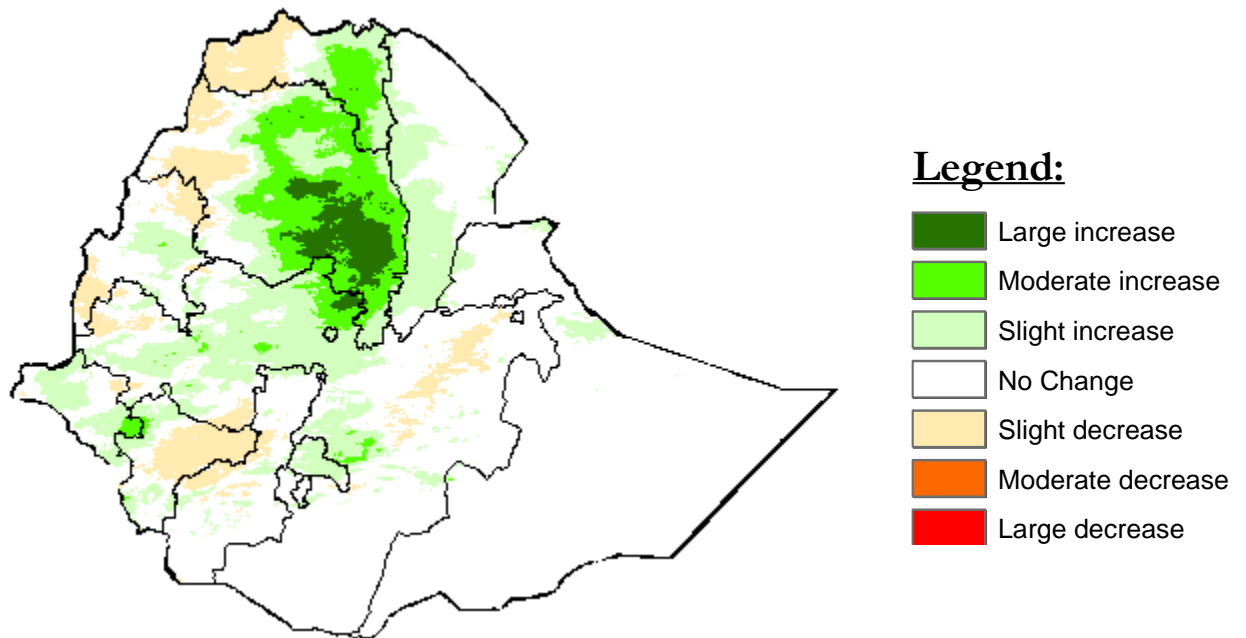 Legend:
Large increase
Moderate increase
Slight increase
No Change
Slight decrease
Moderate decrease
Large decrease